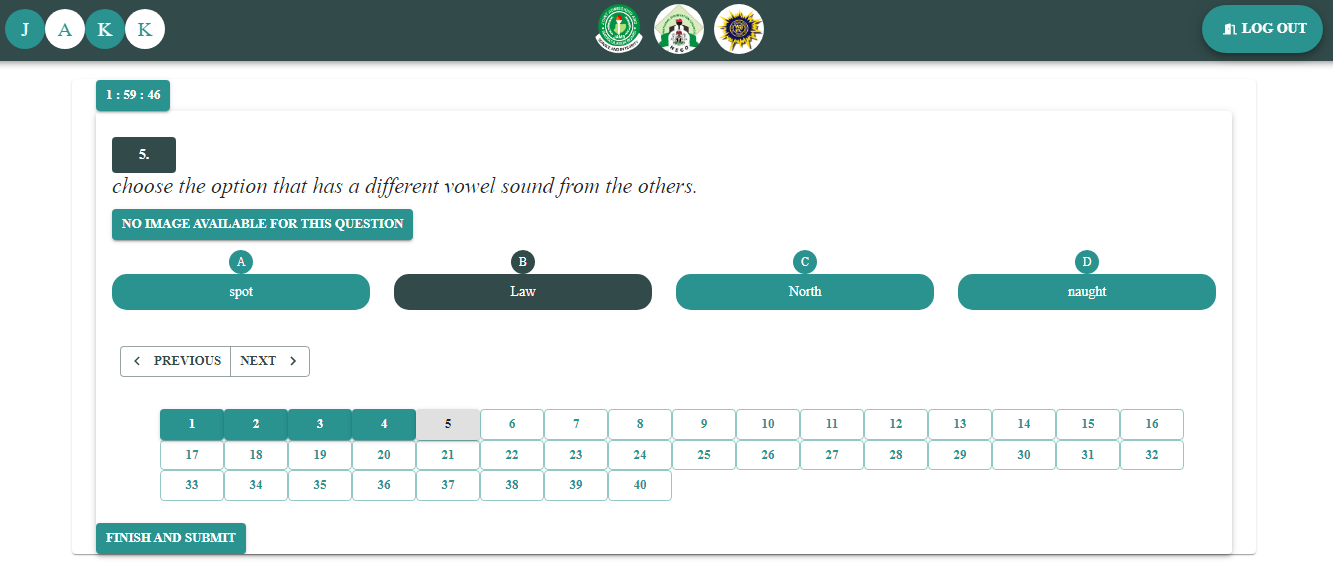 J A K K
LOG OUT
1 : 59 : 46
5.
choose the option that has a different vowel sound from the others.
NO IMAGE AVAILABLE FOR THIS QUESTION
A B C D
spot Law North naught
PREVIOUS NEXT
1 2 3 4 5 6 7 8 9 10 11 12 13 14 15 16
17 18 19 20 21 22 23 24 25 26 27 28 29 30 31 32
33 34 35 36 37 38 39 40
FINISH AND SUBMIT